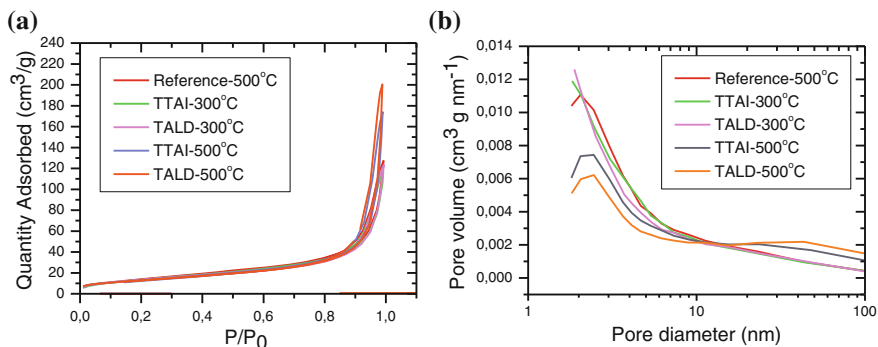 (a)
Quantity Adsorbed (cm³/g)
240
220
200
180
160
140
120
100
80
60
40
20
0
Reference-500°C
TTAI-300°C
TALD-300°C
TTAI-500°C
TALD-500°C
0,0
0,2
0,4
0,6
0,8
1,0
P/P₀
(b)
Pore volume (cm³ g nm⁻¹)
0,014
0,012
0,010
0,008
0,006
0,004
0,002
0,000
Reference-500°C
TTAI-300°C
TALD-300°C
TTAI-500°C
TALD-500°C
1
10
100
Pore diameter (nm)